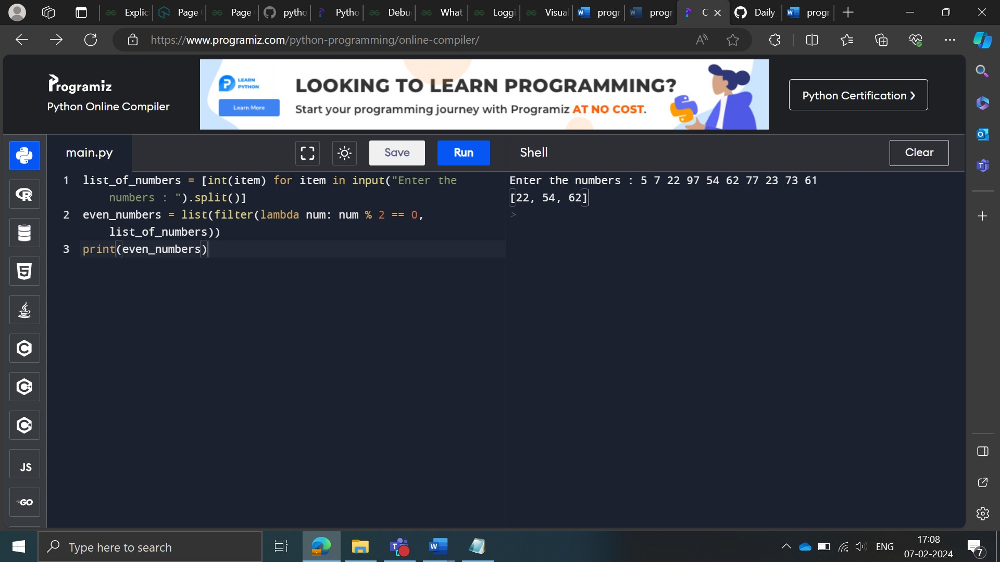 Explic
Page
Page
pytho
Pytho
Debu
What
Loggi
Visua
progr
progr
C
Daily_
progr
https://www.programiz.com/python-programming/online-compiler/
Programiz
Python Online Compiler
LEARN
PYTHON
Learn More
LOOKING TO LEARN PROGRAMMING?
Start your programming journey with Programiz AT NO COST.
Python Certification ❯
main.py
Save
Run
Shell
Clear
1 list_of_numbers = [int(item) for item in input("Enter the
numbers : ").split()]
2 even_numbers = list(filter(lambda num: num % 2 == 0,
list_of_numbers))
3 print(even_numbers)
Enter the numbers : 5 7 22 97 54 62 77 23 73 61
[22, 54, 62]
>
JS
GO
Type here to search
ENG
17:08
07-02-2024
7